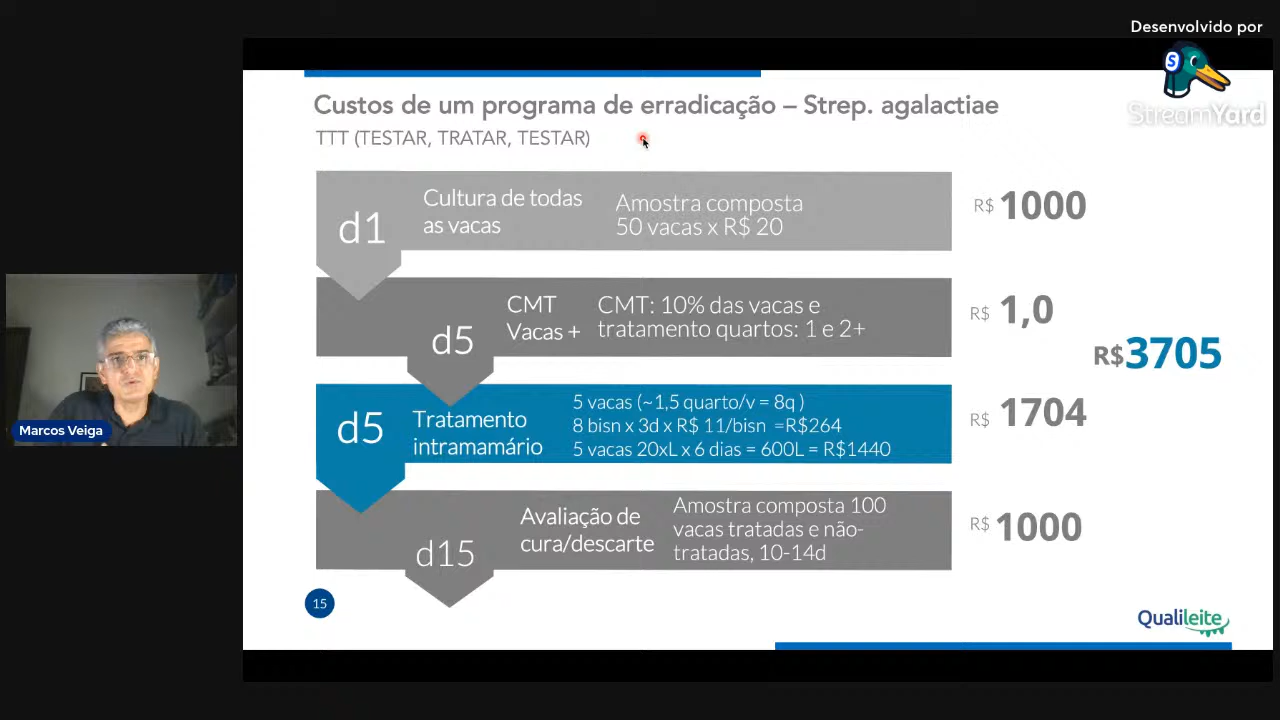 Desenvolvido por
S
StreamYard
Custos de um programa de erradicação – Strep. agalactiae
TTT (TESTAR, TRATAR, TESTAR)
d1
Cultura de todas
as vacas
Amostra composta
50 vacas x R$ 20
R$ 1000
d5
CMT
Vacas +
CMT: 10% das vacas e
tratamento quartos: 1 e 2+
R$ 1,0
R$3705
d5
Tratamento
intramamário
5 vacas (~1,5 quarto/v = 8q )
8 bisn x 3d x R$ 11/bisn =R$264
5 vacas 20xL x 6 dias = 600L = R$1440
R$ 1704
d15
Avaliação de
cura/descarte
Amostra composta 100
vacas tratadas e não-
tratadas, 10-14d
R$ 1000
Marcos Veiga
15
Qualileite